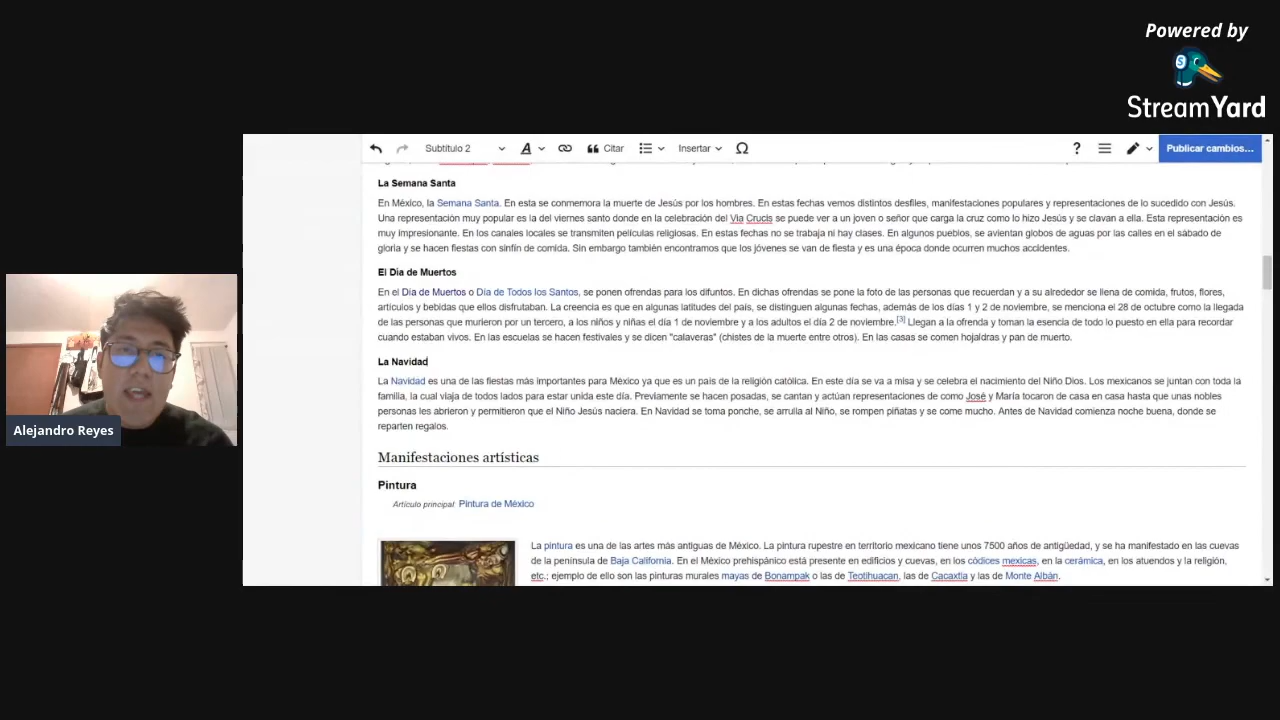 Powered by
StreamYard
Subtítulo 2
A
Citar
Insertar
Ω
?
Publicar cambios...
La Semana Santa
En México, la Semana Santa. En esta se conmemora la muerte de Jesús por los hombres. En estas fechas vemos distintos desfiles, manifestaciones populares y representaciones de lo sucedido con Jesús.
Una representación muy popular es la del viernes santo donde en la celebración del Via Crucis se puede ver a un joven o señor que carga la cruz como lo hizo Jesús y se clavan a ella. Esta representación es
muy impresionante. En los canales locales se transmiten películas religiosas. En estas fechas no se trabaja ni hay clases. En algunos pueblos, se avientan globos de aguas por las calles en el sábado de
gloria y se hacen fiestas con sinfín de comida. Sin embargo también encontramos que los jóvenes se van de fiesta y es una época donde ocurren muchos accidentes.
El Dia de Muertos
En el Día de Muertos o Día de Todos los Santos, se ponen ofrendas para los difuntos. En dichas ofrendas se pone la foto de las personas que recuerdan y a su alrededor se llena de comida, frutos, flores,
artículos y bebidas que ellos disfrutaban. La creencia es que en algunas latitudes del país, se distinguen algunas fechas, además de los días 1 y 2 de noviembre, se menciona el 28 de octubre como la llegada
de las personas que murieron por un tercero, a los niños y niñas el día 1 de noviembre y a los adultos el día 2 de noviembre.[3] Llegan a la ofrenda y toman la esencia de todo lo puesto en ella para recordar
cuando estaban vivos. En las escuelas se hacen festivales y se dicen "calaveras" (chistes de la muerte entre otros). En las casas se comen hojaldras y pan de muerto.
La Navidad
La Navidad es una de las fiestas más importantes para México ya que es un país de la religión católica. En este día se va a misa y se celebra el nacimiento del Niño Dios. Los mexicanos se juntan con toda la
familia, la cual viaja de todos lados para estar unida este día. Previamente se hacen posadas, se cantan y actúan representaciones de como José y María tocaron de casa en casa hasta que unas nobles
personas les abrieron y permitieron que el Niño Jesús naciera. En Navidad se toma ponche, se arrulla al Niño, se rompen piñatas y se come mucho. Antes de Navidad comienza noche buena, donde se
reparten regalos.
Manifestaciones artísticas
Pintura
Artículo principal: Pintura de México
La pintura es una de las artes más antiguas de México. La pintura rupestre en territorio mexicano tiene unos 7500 años de antigüedad, y se ha manifestado en las cuevas
de la península de Baja California. En el México prehispánico está presente en edificios y cuevas, en los códices mexicas, en la cerámica, en los atuendos y la religión,
etc.; ejemplo de ello son las pinturas murales mayas de Bonampak o las de Teotihuacan, las de Cacaxtla y las de Monte Albán.
Alejandro Reyes